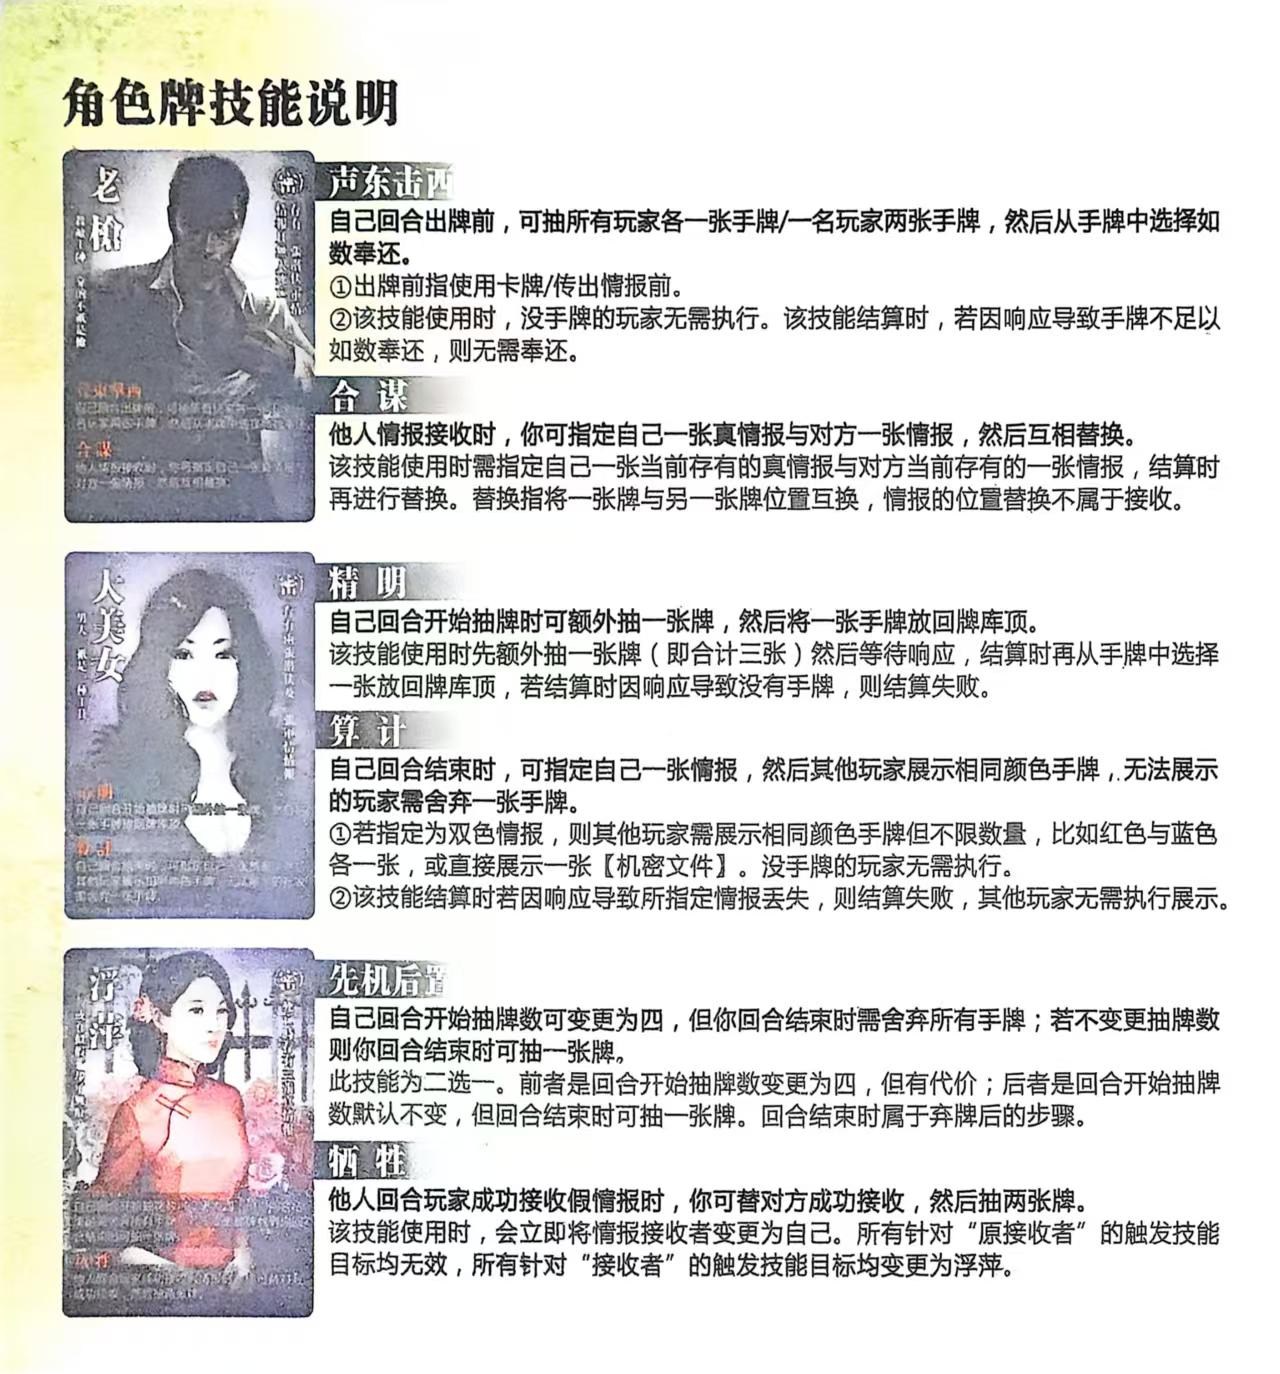 角色牌技能说明
老枪
密
声东击西
自己回合出牌前，可抽所有玩家各一张手牌/一名玩家两张手牌，然后从手牌中选择如
数奉还。
①出牌前指使用卡牌/传出情报前。
②该技能使用时，没手牌的玩家无需执行。该技能结算时，若因响应导致手牌不足以
如数奉还，则无需奉还。
合谋
他人情报接收时，你可指定自己一张真情报与对方一张情报，然后互相替换。
该技能使用时需指定自己一张当前存有的真情报与对方当前存有的一张情报，结算时
再进行替换。替换指将一张牌与另一张牌位置互换，情报的位置替换不属于接收。
大美女
密
精明
自己回合开始抽牌时可额外抽一张牌，然后将一张手牌放回牌库顶。
该技能使用时先额外抽一张牌（即合计三张）然后等待响应，结算时再从手牌中选择
一张放回牌库顶，若结算时因响应导致没有手牌，则结算失败。
算计
自己回合结束时，可指定自己一张情报，然后其他玩家展示相同颜色手牌，无法展示
的玩家需舍弃一张手牌。
①若指定为双色情报，则其他玩家需展示相同颜色手牌但不限数量，比如红色与蓝色
各一张，或直接展示一张【机密文件】。没手牌的玩家无需执行。
②该技能结算时若因响应导致所指定情报丢失，则结算失败，其他玩家无需执行展示。
浮萍
密
先机后置
自己回合开始抽牌数可变更为四，但你回合结束时需舍弃所有手牌；若不变更抽牌数
则你回合结束时可抽一张牌。
此技能为二选一。前者是回合开始抽牌数变更为四，但有代价；后者是回合开始抽牌
数默认不变，但回合结束时可抽一张牌。回合结束时属于弃牌后的步骤。
牺牲
他人回合玩家成功接收假情报时，你可替对方成功接收，然后抽两张牌。
该技能使用时，会立即将情报接收者变更为自己。所有针对“原接收者”的触发技能
目标均无效，所有针对“接收者”的触发技能目标均变更为浮萍。